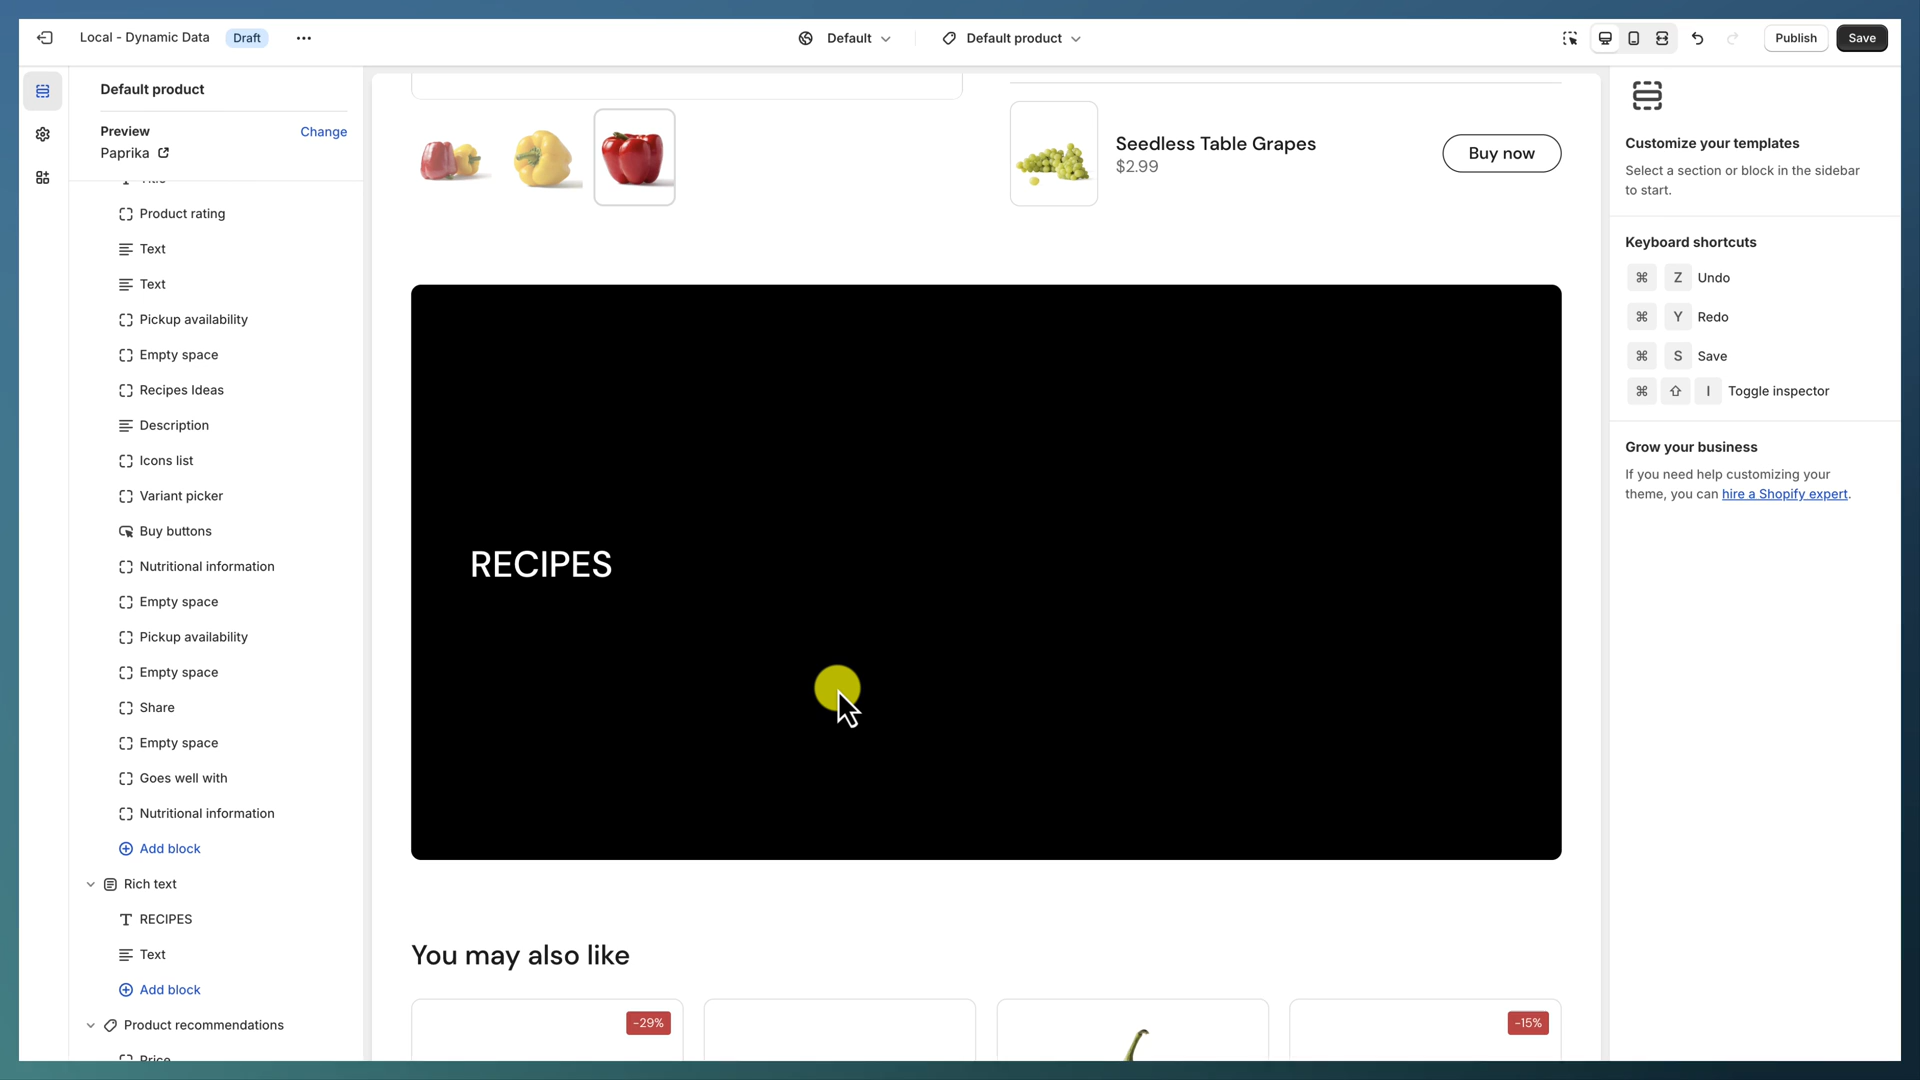 Local - Dynamic Data
Draft
Default
Default product
Publish
Save
Default product
Preview
Change
Paprika
Product rating
Text
Text
Pickup availability
Empty space
Recipes Ideas
Description
Icons list
Variant picker
Buy buttons
Nutritional information
Empty space
Pickup availability
Empty space
Share
Empty space
Goes well with
Nutritional information
Add block
Rich text
RECIPES
Text
Add block
Product recommendations
Price
Seedless Table Grapes
$2.99
Buy now
RECIPES
You may also like
-29%
-15%
Customize your templates
Select a section or block in the sidebar
to start.
Keyboard shortcuts
⌘ Z Undo
⌘ Y Redo
⌘ S Save
⌘ ⇧ I Toggle inspector
Grow your business
If you need help customizing your
theme, you can hire a Shopify expert.